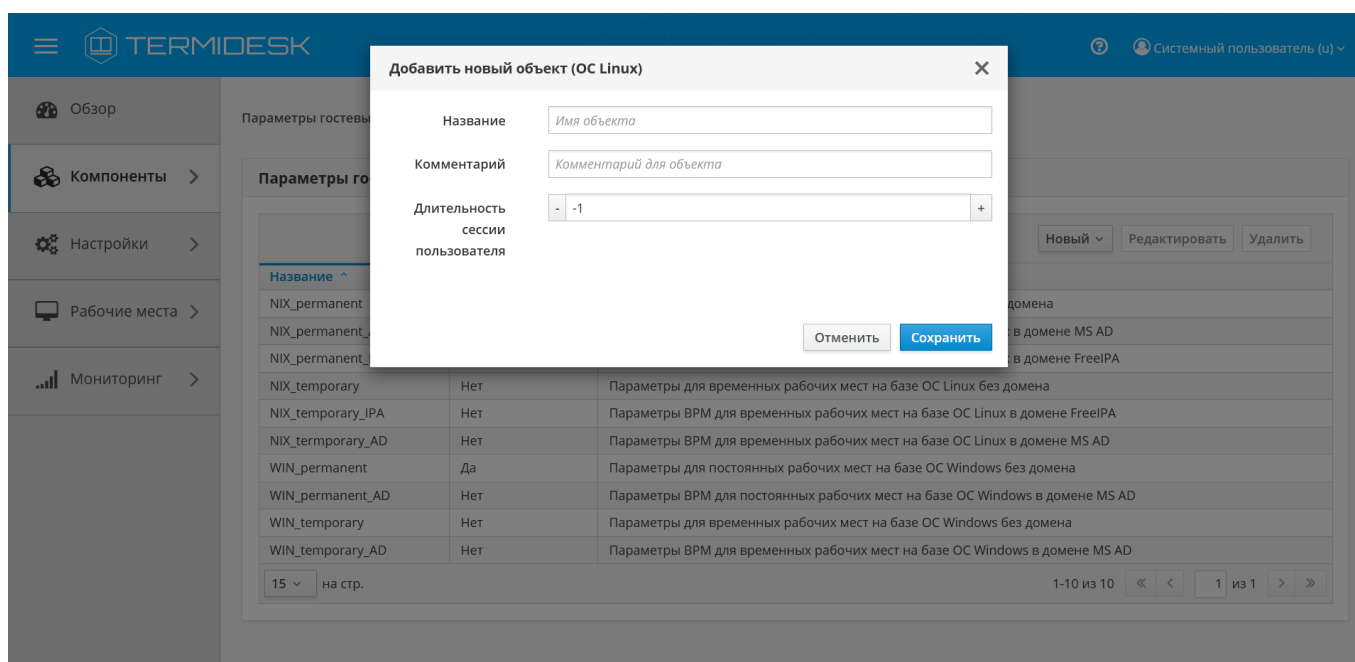 TERMIDESK
Системный пользователь (u)
Добавить новый объект (ОС Linux)
Название
Имя объекта
Комментарий
Комментарий для объекта
Длительность
сессии
пользователя
- -1 +
Отменить Сохранить
Обзор
Компоненты
Настройки
Рабочие места
Мониторинг
Параметры гостевы
Параметры го
Новый Редактировать Удалить
Название
NIX_permanent домена
NIX_permanent_ в домене MS AD
NIX_permanent_ в домене FreeIPA
NIX_temporary Нет Параметры для временных рабочих мест на базе ОС Linux без домена
NIX_temporary_IPA Нет Параметры ВРМ для временных рабочих мест на базе ОС Linux в домене FreeIPA
NIX_termporary_AD Нет Параметры ВРМ для временных рабочих мест на базе ОС Linux в домене MS AD
WIN_permanent Да Параметры для постоянных рабочих мест на базе ОС Windows без домена
WIN_permanent_AD Нет Параметры ВРМ для постоянных рабочих мест на базе ОС Windows в домене MS AD
WIN_temporary Нет Параметры для временных рабочих мест на базе ОС Windows без домена
WIN_temporary_AD Нет Параметры ВРМ для временных рабочих мест на базе ОС Windows в домене MS AD
15 на стр. 1-10 из 10 1 из 1